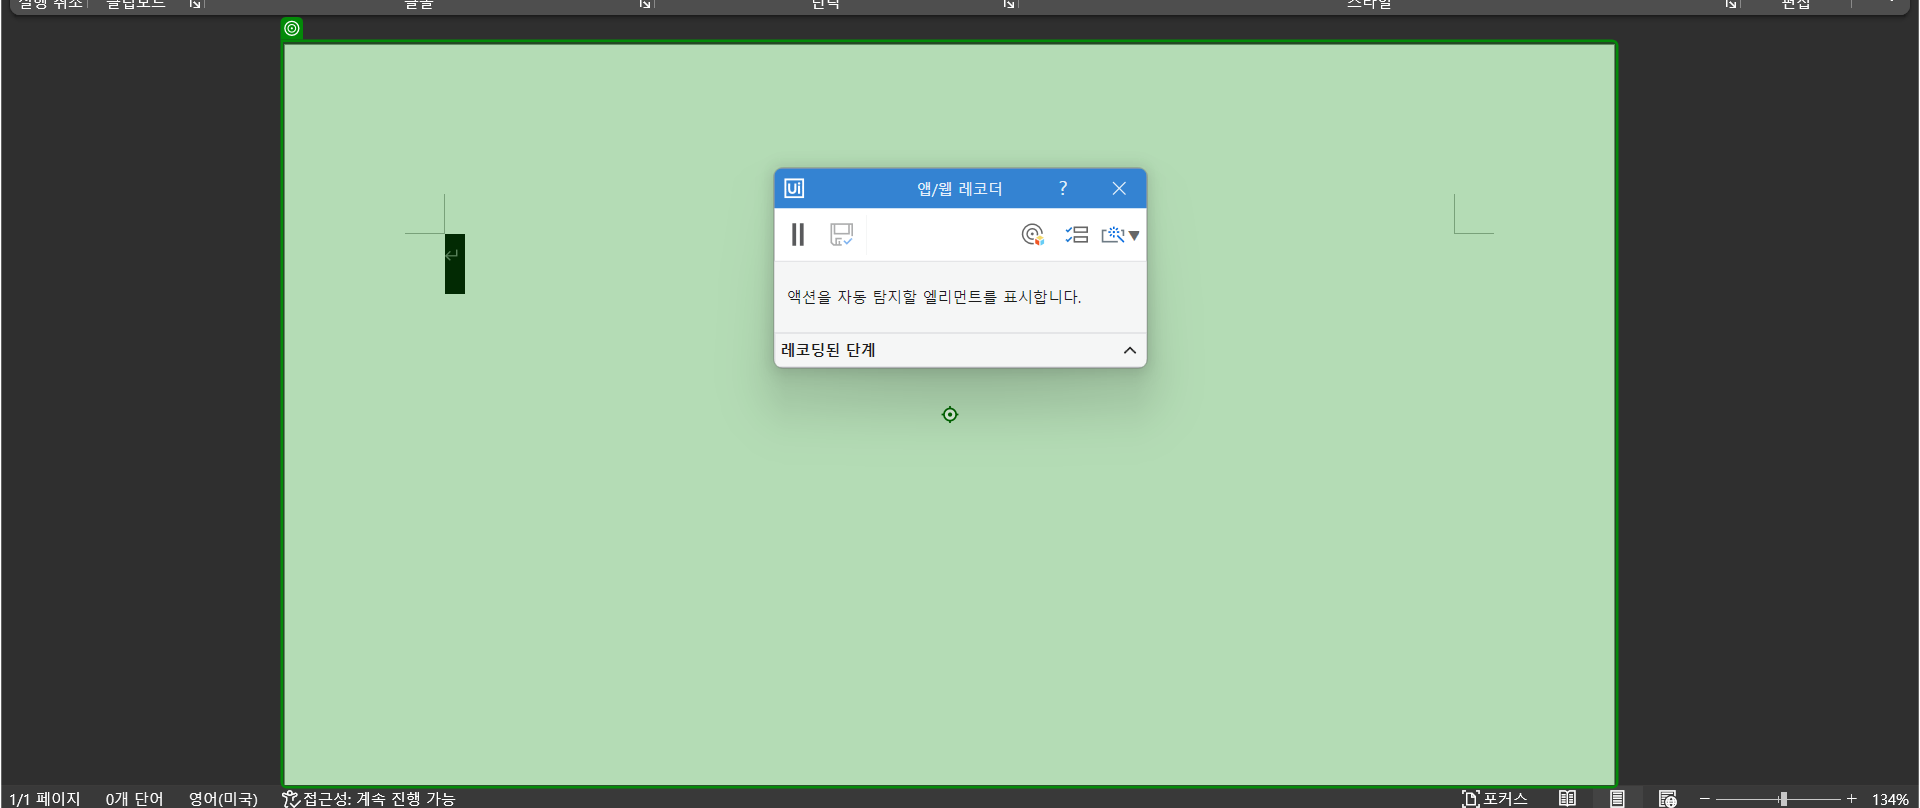 실행 취소 클립보드 글꼴 단락 스타일 편집
Ui 앱/웹 레코더 ?
액션을 자동 탐지할 엘리먼트를 표시합니다.
레코딩된 단계
1/1 페이지 0개 단어 영어(미국) 접근성: 계속 진행 가능 포커스 134%